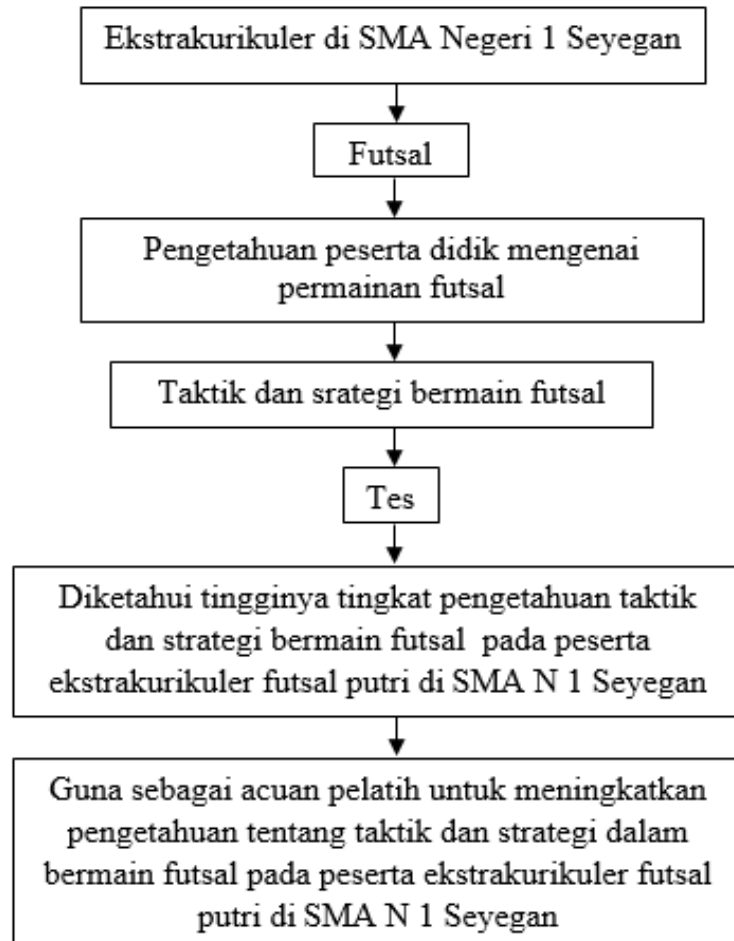 Ekstrakurikuler di SMA Negeri 1 Seyegan
Futsal
Pengetahuan peserta didik mengenai
permainan futsal
Taktik dan srategi bermain futsal
Tes
Diketahui tingginya tingkat pengetahuan taktik
dan strategi bermain futsal pada peserta
ekstrakurikuler futsal putri di SMA N 1 Seyegan
Guna sebagai acuan pelatih untuk meningkatkan
pengetahuan tentang taktik dan strategi dalam
bermain futsal pada peserta ekstrakurikuler futsal
putri di SMA N 1 Seyegan